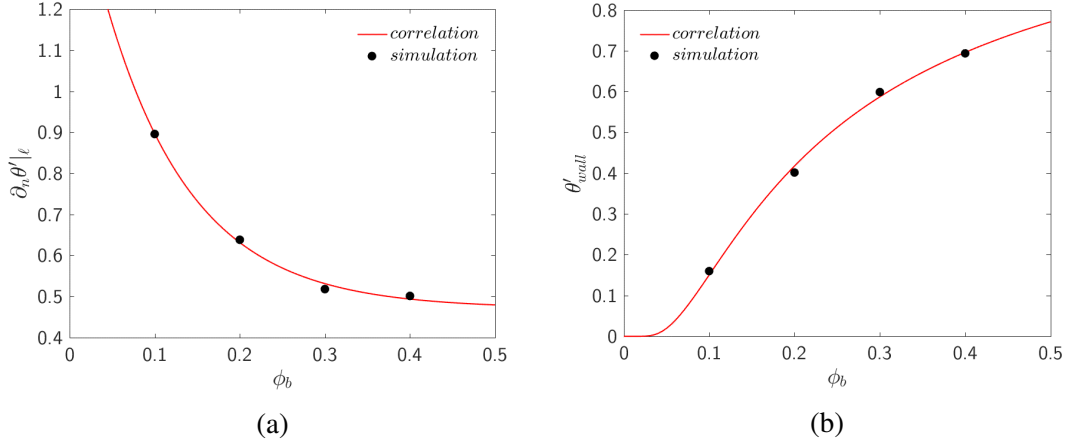 1.2
1.1
1
0.9
0.8
0.7
0.6
0.5
0.4
0 0.1 0.2 0.3 0.4 0.5
∂ₙθ′|ℓ
ϕ_b
correlation
simulation
(a)
0.8
0.7
0.6
0.5
0.4
0.3
0.2
0.1
0
0 0.1 0.2 0.3 0.4 0.5
θ′_wall
ϕ_b
correlation
simulation
(b)